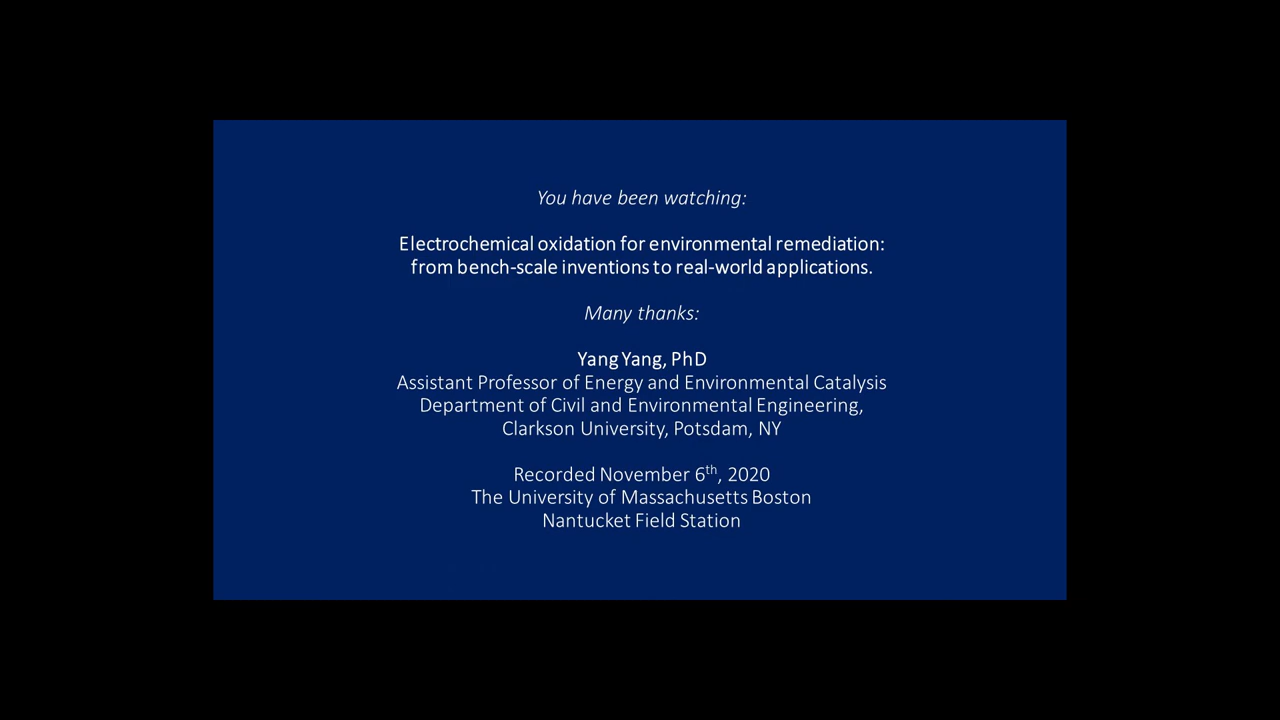 You have been watching:
Electrochemical oxidation for environmental remediation:
from bench-scale inventions to real-world applications.
Many thanks:
Yang Yang, PhD
Assistant Professor of Energy and Environmental Catalysis
Department of Civil and Environmental Engineering,
Clarkson University, Potsdam, NY
Recorded November 6th, 2020
The University of Massachusetts Boston
Nantucket Field Station